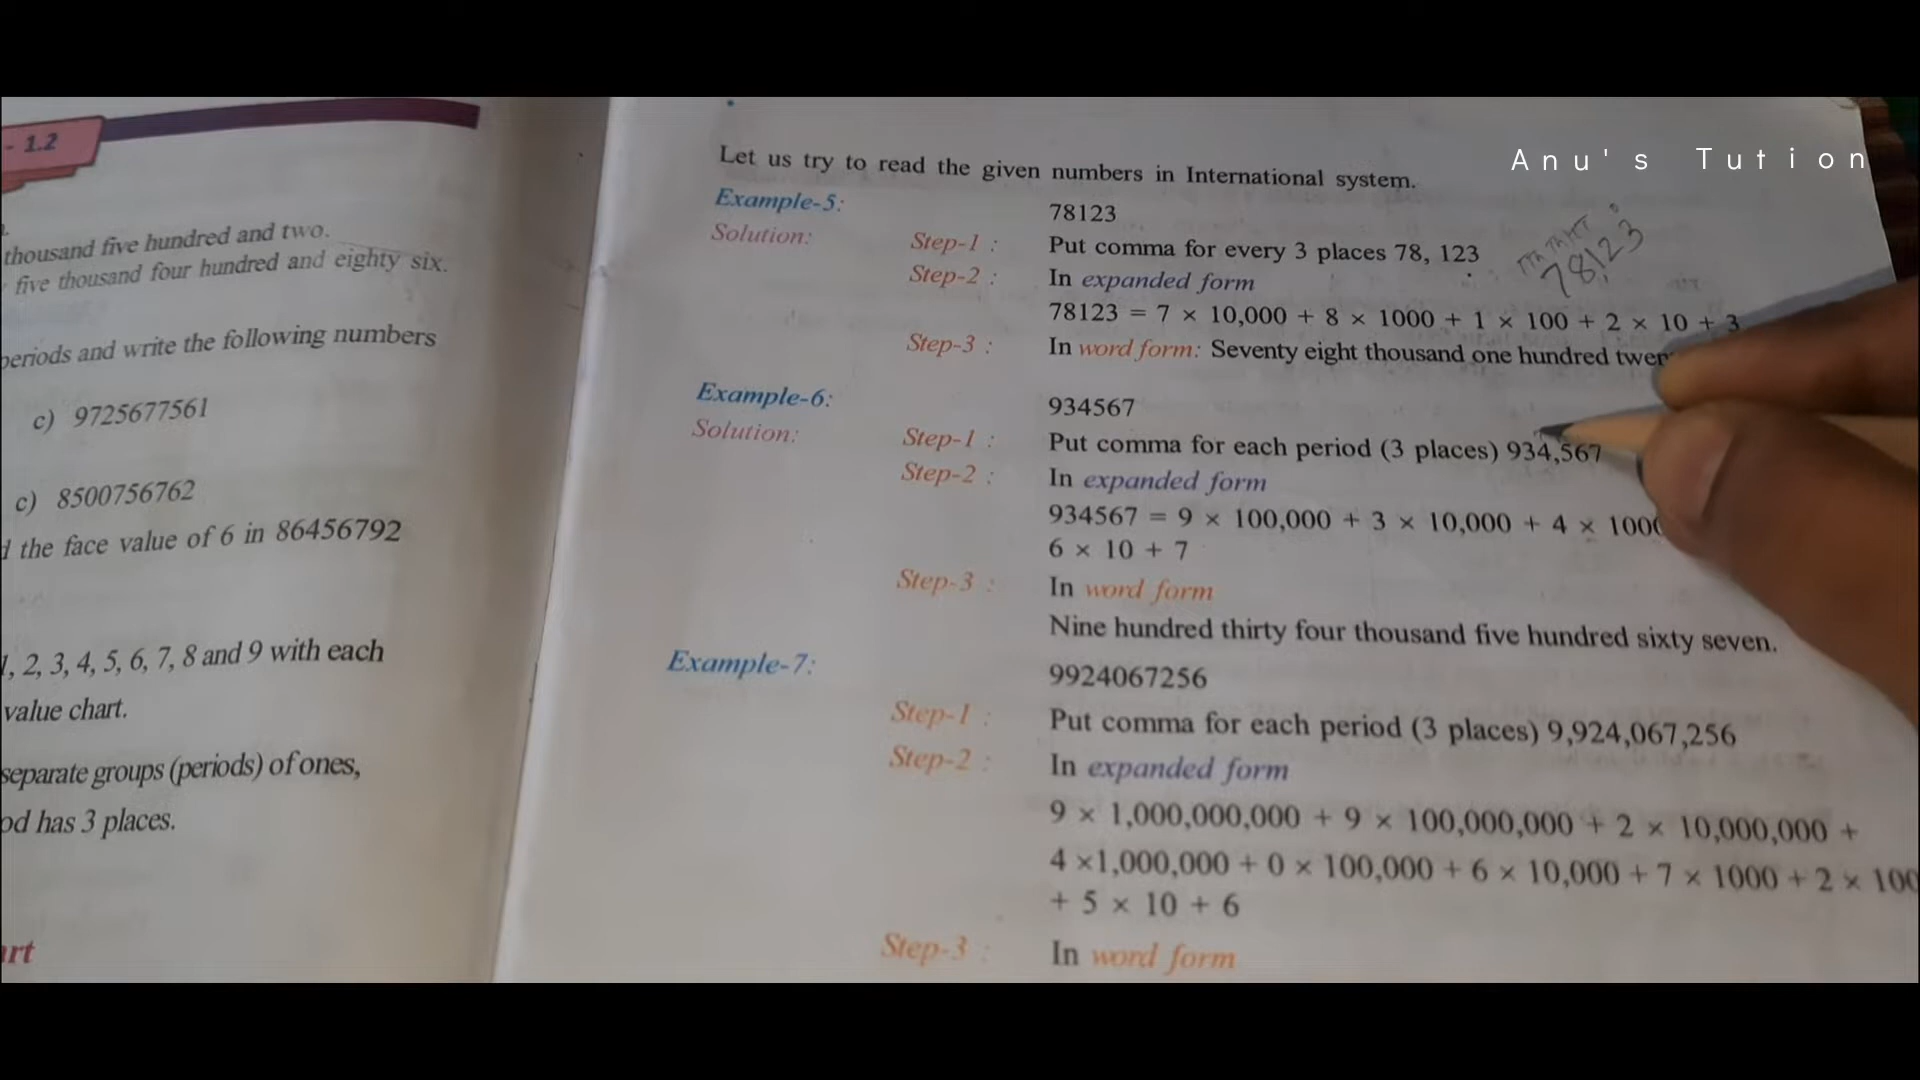 Anu's Tution
- 1.2
thousand five hundred and two.
five thousand four hundred and eighty six.
periods and write the following numbers
c) 9725677561
c) 8500756762
the face value of 6 in 86456792
1, 2, 3, 4, 5, 6, 7, 8 and 9 with each
value chart.
separate groups (periods) of ones,
has 3 places.
Let us try to read the given numbers in International system.
Example-5: 78123
Solution: Step-1 : Put comma for every 3 places 78, 123
78,123
Step-2 : In expanded form
78123 = 7 × 10,000 + 8 × 1000 + 1 × 100 + 2 × 10 + 3
Step-3 : In word form: Seventy eight thousand one hundred
Example-6: 934567
Solution: Step-1 : Put comma for each period (3 places) 934,567
Step-2 : In expanded form
934567 = 9 × 100,000 + 3 × 10,000 + 4 × 1000
6 × 10 + 7
Step-3 : In word form
Nine hundred thirty four thousand five hundred sixty seven.
Example-7: 9924067256
Step-1 : Put comma for each period (3 places) 9,924,067,256
Step-2 : In expanded form
9 × 1,000,000,000 + 9 × 100,000,000 + 2 × 10,000,000 +
4 ×1,000,000 + 0 × 100,000 + 6 × 10,000 + 7 × 1000 + 2 × 100
+ 5 × 10 + 6
Step-3 : In word form